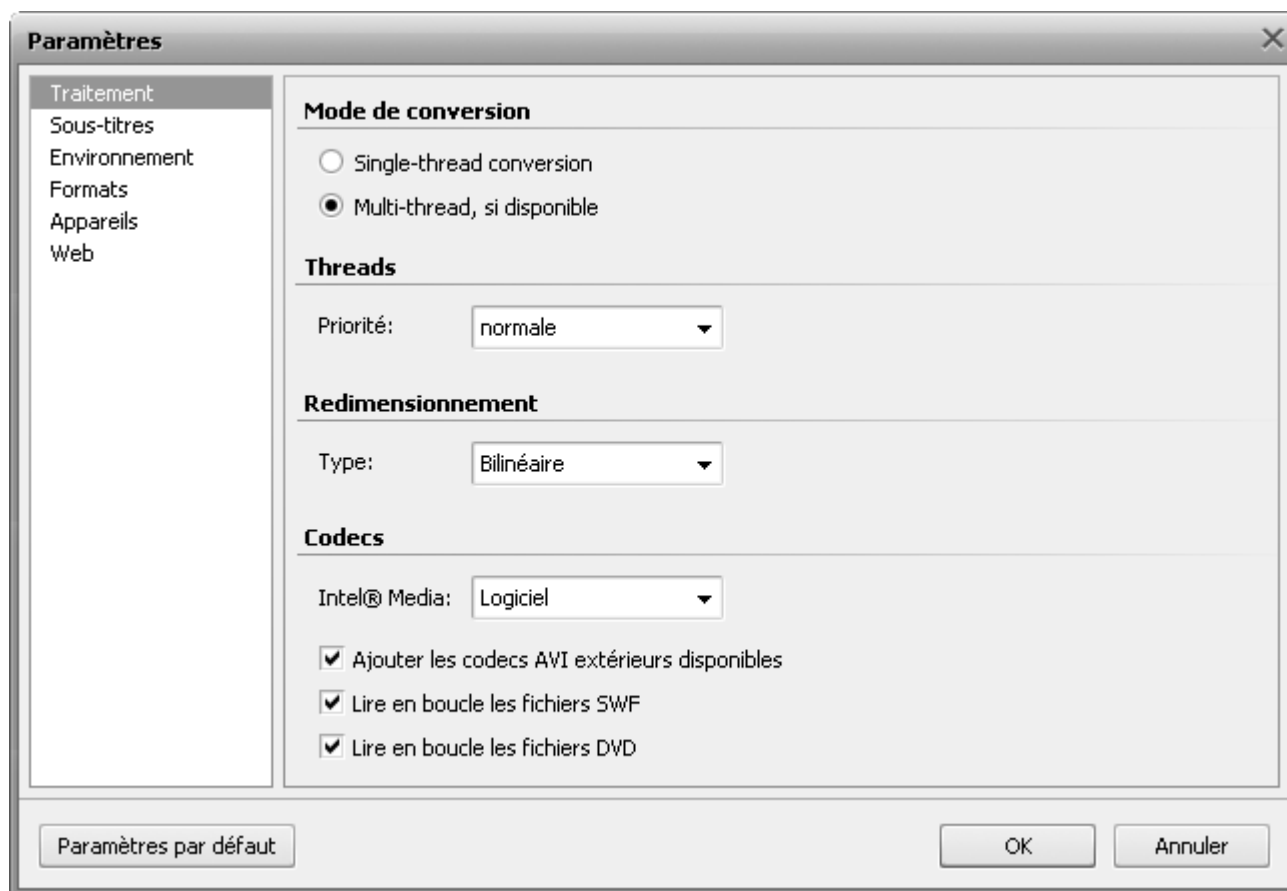 Paramètres
Traitement
Sous-titres
Environnement
Formats
Appareils
Web
Mode de conversion
Single-thread conversion
Multi-thread, si disponible
Threads
Priorité: normale
Redimensionnement
Type: Bilinéaire
Codecs
Intel® Media: Logiciel
Ajouter les codecs AVI extérieurs disponibles
Lire en boucle les fichiers SWF
Lire en boucle les fichiers DVD
Paramètres par défaut OK Annuler